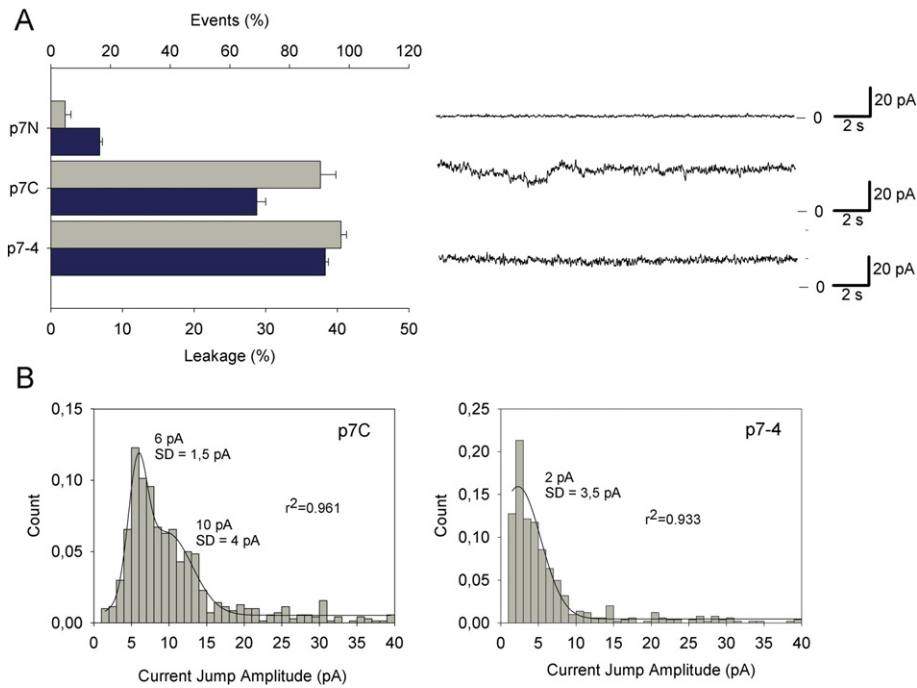 A
Events (%)
0 20 40 60 80 100 120
p7N
p7C
p7-4
0 10 20 30 40 50
Leakage (%)
0
20 pA
2 s
0
20 pA
2 s
0
20 pA
2 s
B
0,15
0,10
0,05
0,00
Count
p7C
6 pA
SD = 1,5 pA
10 pA
SD = 4 pA
r²=0.961
0 5 10 15 20 25 30 35 40
Current Jump Amplitude (pA)
0,25
0,20
0,15
0,10
0,05
0,00
Count
p7-4
2 pA
SD = 3,5 pA
r²=0.933
0 5 10 15 20 25 30 35 40
Current Jump Amplitude (pA)